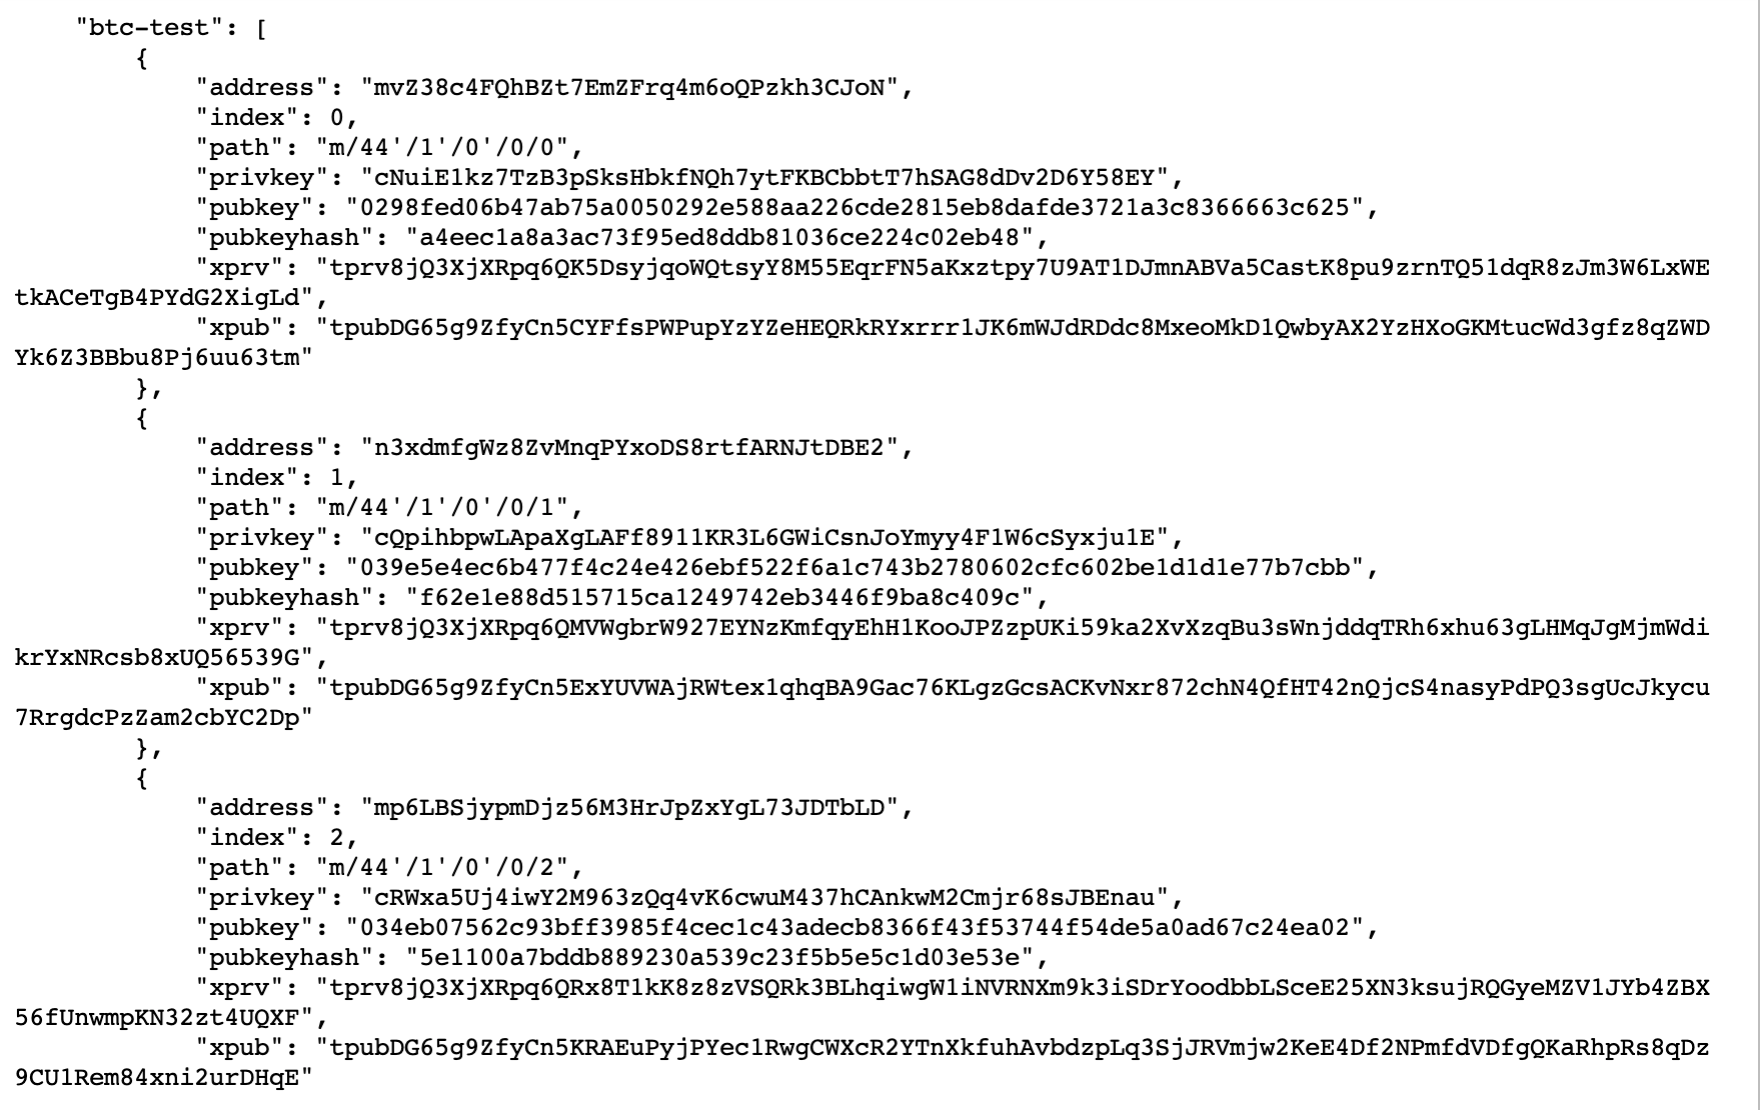 "btc-test": [
{
"address": "mvZ38c4FQhBZt7EmZFrq4m6oQPzkh3CJoN",
"index": 0,
"path": "m/44'/1'/0'/0/0",
"privkey": "cNuiE1kz7TzB3pSksHbkfNQh7ytFKBCbbtT7hSAG8dDv2D6Y58EY",
"pubkey": "0298fed06b47ab75a0050292e588aa226cde2815eb8dafde3721a3c8366663c625",
"pubkeyhash": "a4eec1a8a3ac73f95ed8ddb81036ce224c02eb48",
"xprv": "tprv8jQ3XjXRpq6QK5DsyjqoWQtsyY8M55EqrFN5aKxztpy7U9AT1DJmnABVa5CastK8pu9zrnTQ51dqR8zJm3W6LxWE
tkACeTgB4PYdG2XigLd",
"xpub": "tpubDG65g9ZfyCn5CYFfsPWPupYzYZeHEQRkRYxrrr1JK6mWJdRDdc8MxeoMkD1QwbyAX2YzHXoGKMtucWd3gfz8qZWD
Yk6Z3BBbu8Pj6uu63tm"
},
{
"address": "n3xdmfgWz8ZvMnqPYxoDS8rtfARNJtDBE2",
"index": 1,
"path": "m/44'/1'/0'/0/1",
"privkey": "cQpihbpwLApaXgLAFf8911KR3L6GWiCsnJoYmyy4F1W6cSyxju1E",
"pubkey": "039e5e4ec6b477f4c24e426ebf522f6a1c743b2780602cfc602be1d1d1e77b7cbb",
"pubkeyhash": "f62e1e88d515715ca1249742eb3446f9ba8c409c",
"xprv": "tprv8jQ3XjXRpq6QMVWgbrW927EYNzKmfqyEhH1KooJPZzpUKi59ka2XvXzqBu3sWnjddqTRh6xhu63gLHMqJgMjmWdi
krYxNRcsb8xUQ56539G",
"xpub": "tpubDG65g9ZfyCn5ExYUVWAjRWtex1qhqBA9Gac76KLgzGcsACKvNxr872chN4QfHT42nQjcS4nasyPdPQ3sgUcJkycu
7RrgdcPzZam2cbYC2Dp"
},
{
"address": "mp6LBSjypmDjz56M3HrJpZxYgL73JDTbLD",
"index": 2,
"path": "m/44'/1'/0'/0/2",
"privkey": "cRWxa5Uj4iwY2M963zQq4vK6cwuM437hCAnkwM2Cmjr68sJBEnau",
"pubkey": "034eb07562c93bff3985f4cec1c43adecb8366f43f53744f54de5a0ad67c24ea02",
"pubkeyhash": "5e1100a7bddb889230a539c23f5b5e5c1d03e53e",
"xprv": "tprv8jQ3XjXRpq6QRx8T1kK8z8zVSQRk3BLhqiwgW1iNVRNXm9k3iSDrYoodbbLSceE25XN3ksujRQGyeMZV1JYb4ZBX
56fUnwmpKN32zt4UQXF",
"xpub": "tpubDG65g9ZfyCn5KRAEuPyjPYec1RwgCWXcR2YTnXkfuhAvbdzpLq3SjJRVmjw2KeE4Df2NPmfdVDfgQKaRhpRs8qDz
9CU1Rem84xni2urDHqE"